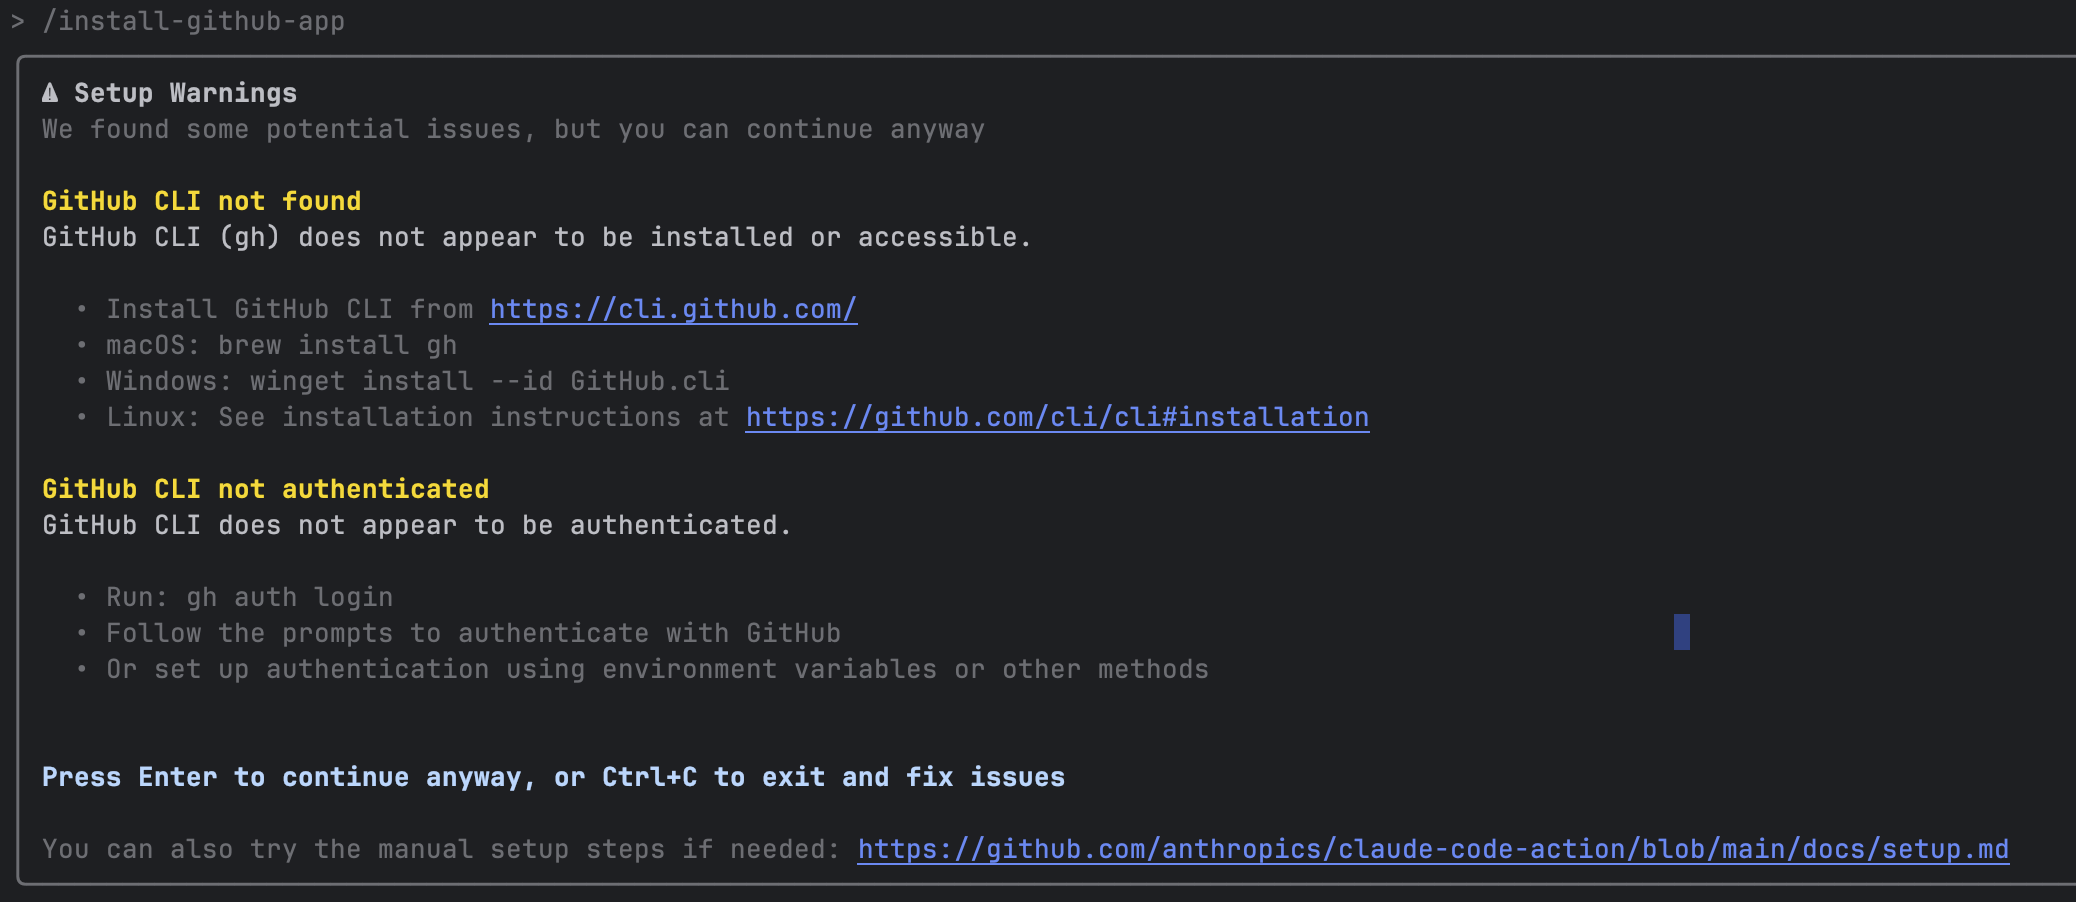 > /install-github-app
⚠ Setup Warnings
We found some potential issues, but you can continue anyway
GitHub CLI not found
GitHub CLI (gh) does not appear to be installed or accessible.
• Install GitHub CLI from https://cli.github.com/
• macOS: brew install gh
• Windows: winget install --id GitHub.cli
• Linux: See installation instructions at https://github.com/cli/cli#installation
GitHub CLI not authenticated
GitHub CLI does not appear to be authenticated.
• Run: gh auth login
• Follow the prompts to authenticate with GitHub
• Or set up authentication using environment variables or other methods
Press Enter to continue anyway, or Ctrl+C to exit and fix issues
You can also try the manual setup steps if needed: https://github.com/anthropics/claude-code-action/blob/main/docs/setup.md